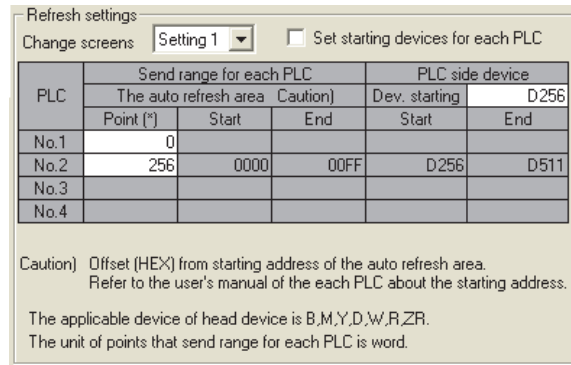 Refresh settings
Change screens Setting 1 Set starting devices for each PLC
PLC Send range for each PLC PLC side device
The auto refresh area Caution) Dev. starting D256
Point (*) Start End Start End
No.1 0
No.2 256 0000 00FF D256 D511
No.3
No.4
Caution) Offset (HEX) from starting address of the auto refresh area.
Refer to the user's manual of the each PLC about the starting address.
The applicable device of head device is B,M,Y,D,W,R,ZR.
The unit of points that send range for each PLC is word.